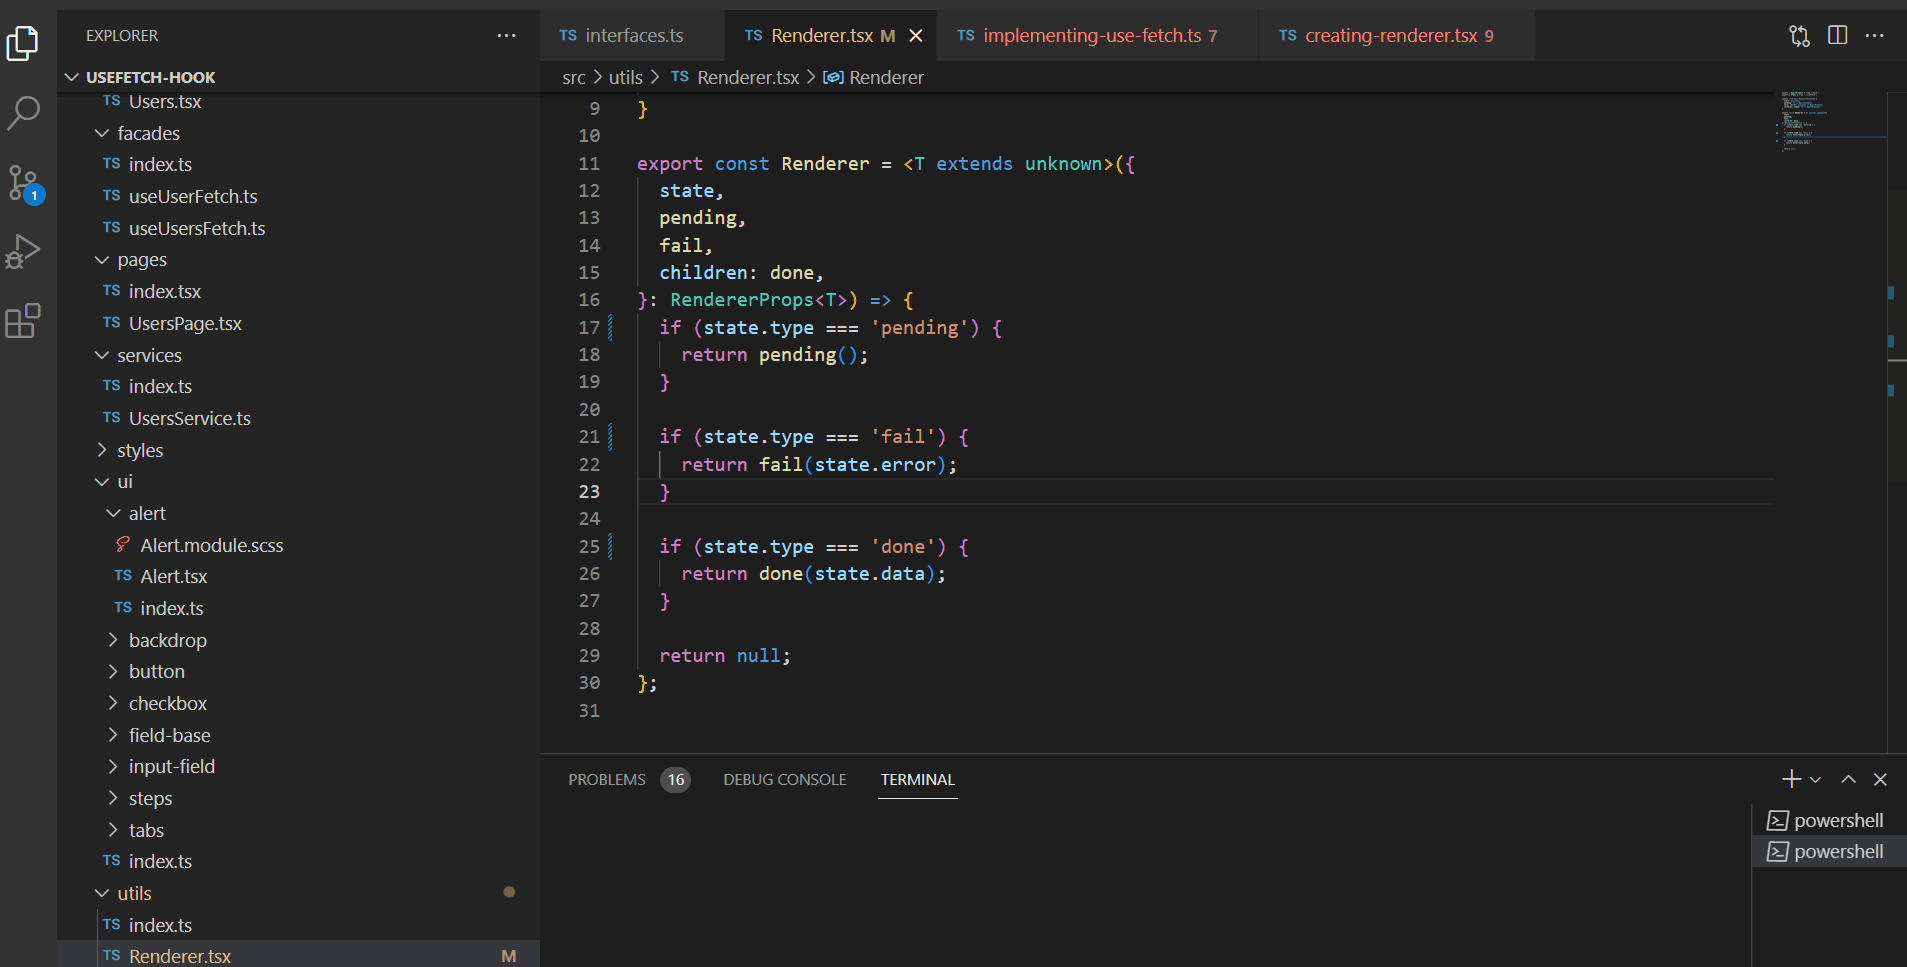 EXPLORER
USEFETCH-HOOK
TS Users.tsx
facades
TS index.ts
TS useUserFetch.ts
TS useUsersFetch.ts
pages
TS index.tsx
TS UsersPage.tsx
services
TS index.ts
TS UsersService.ts
styles
ui
alert
Alert.module.scss
TS Alert.tsx
TS index.ts
backdrop
button
checkbox
field-base
input-field
steps
tabs
TS index.ts
utils
TS index.ts
TS Renderer.tsx M
1
TS interfaces.ts TS Renderer.tsx M TS implementing-use-fetch.ts 7 TS creating-renderer.tsx 9
src > utils > TS Renderer.tsx > Renderer
9 }
10
11 export const Renderer = <T extends unknown>({
12 state,
13 pending,
14 fail,
15 children: done,
16 }: RendererProps<T>) => {
17 if (state.type === 'pending') {
18 return pending();
19 }
20
21 if (state.type === 'fail') {
22 return fail(state.error);
23 }
24
25 if (state.type === 'done') {
26 return done(state.data);
27 }
28
29 return null;
30 };
31
PROBLEMS 16 DEBUG CONSOLE TERMINAL
powershell
powershell